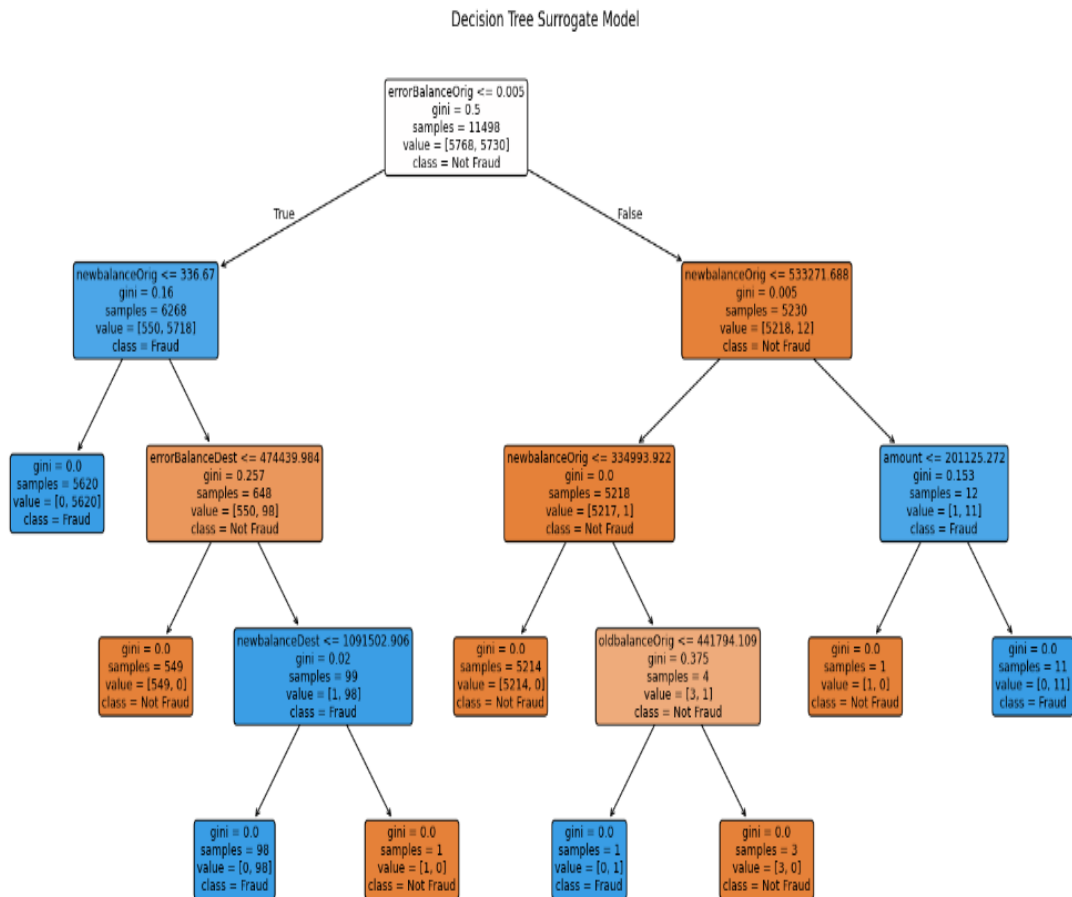 Decision Tree Surrogate Model
errorBalanceOrig <= 0.005
gini = 0.5
samples = 11498
value = [5768, 5730]
class = Not Fraud
True
False
newbalanceOrig <= 336.67
gini = 0.16
samples = 6268
value = [550, 5718]
class = Fraud
newbalanceOrig <= 533271.688
gini = 0.005
samples = 5230
value = [5218, 12]
class = Not Fraud
gini = 0.0
samples = 5620
value = [0, 5620]
class = Fraud
errorBalanceDest <= 474439.984
gini = 0.257
samples = 648
value = [550, 98]
class = Not Fraud
newbalanceOrig <= 334993.922
gini = 0.0
samples = 5218
value = [5217, 1]
class = Not Fraud
amount <= 201125.272
gini = 0.153
samples = 12
value = [1, 11]
class = Fraud
gini = 0.0
samples = 549
value = [549, 0]
class = Not Fraud
newbalanceDest <= 1091502.906
gini = 0.02
samples = 99
value = [1, 98]
class = Fraud
gini = 0.0
samples = 5214
value = [5214, 0]
class = Not Fraud
oldbalanceOrig <= 441794.109
gini = 0.375
samples = 4
value = [3, 1]
class = Not Fraud
gini = 0.0
samples = 1
value = [1, 0]
class = Not Fraud
gini = 0.0
samples = 11
value = [0, 11]
class = Fraud
gini = 0.0
samples = 98
value = [0, 98]
class = Fraud
gini = 0.0
samples = 1
value = [1, 0]
class = Not Fraud
gini = 0.0
samples = 1
value = [0, 1]
class = Fraud
gini = 0.0
samples = 3
value = [3, 0]
class = Not Fraud